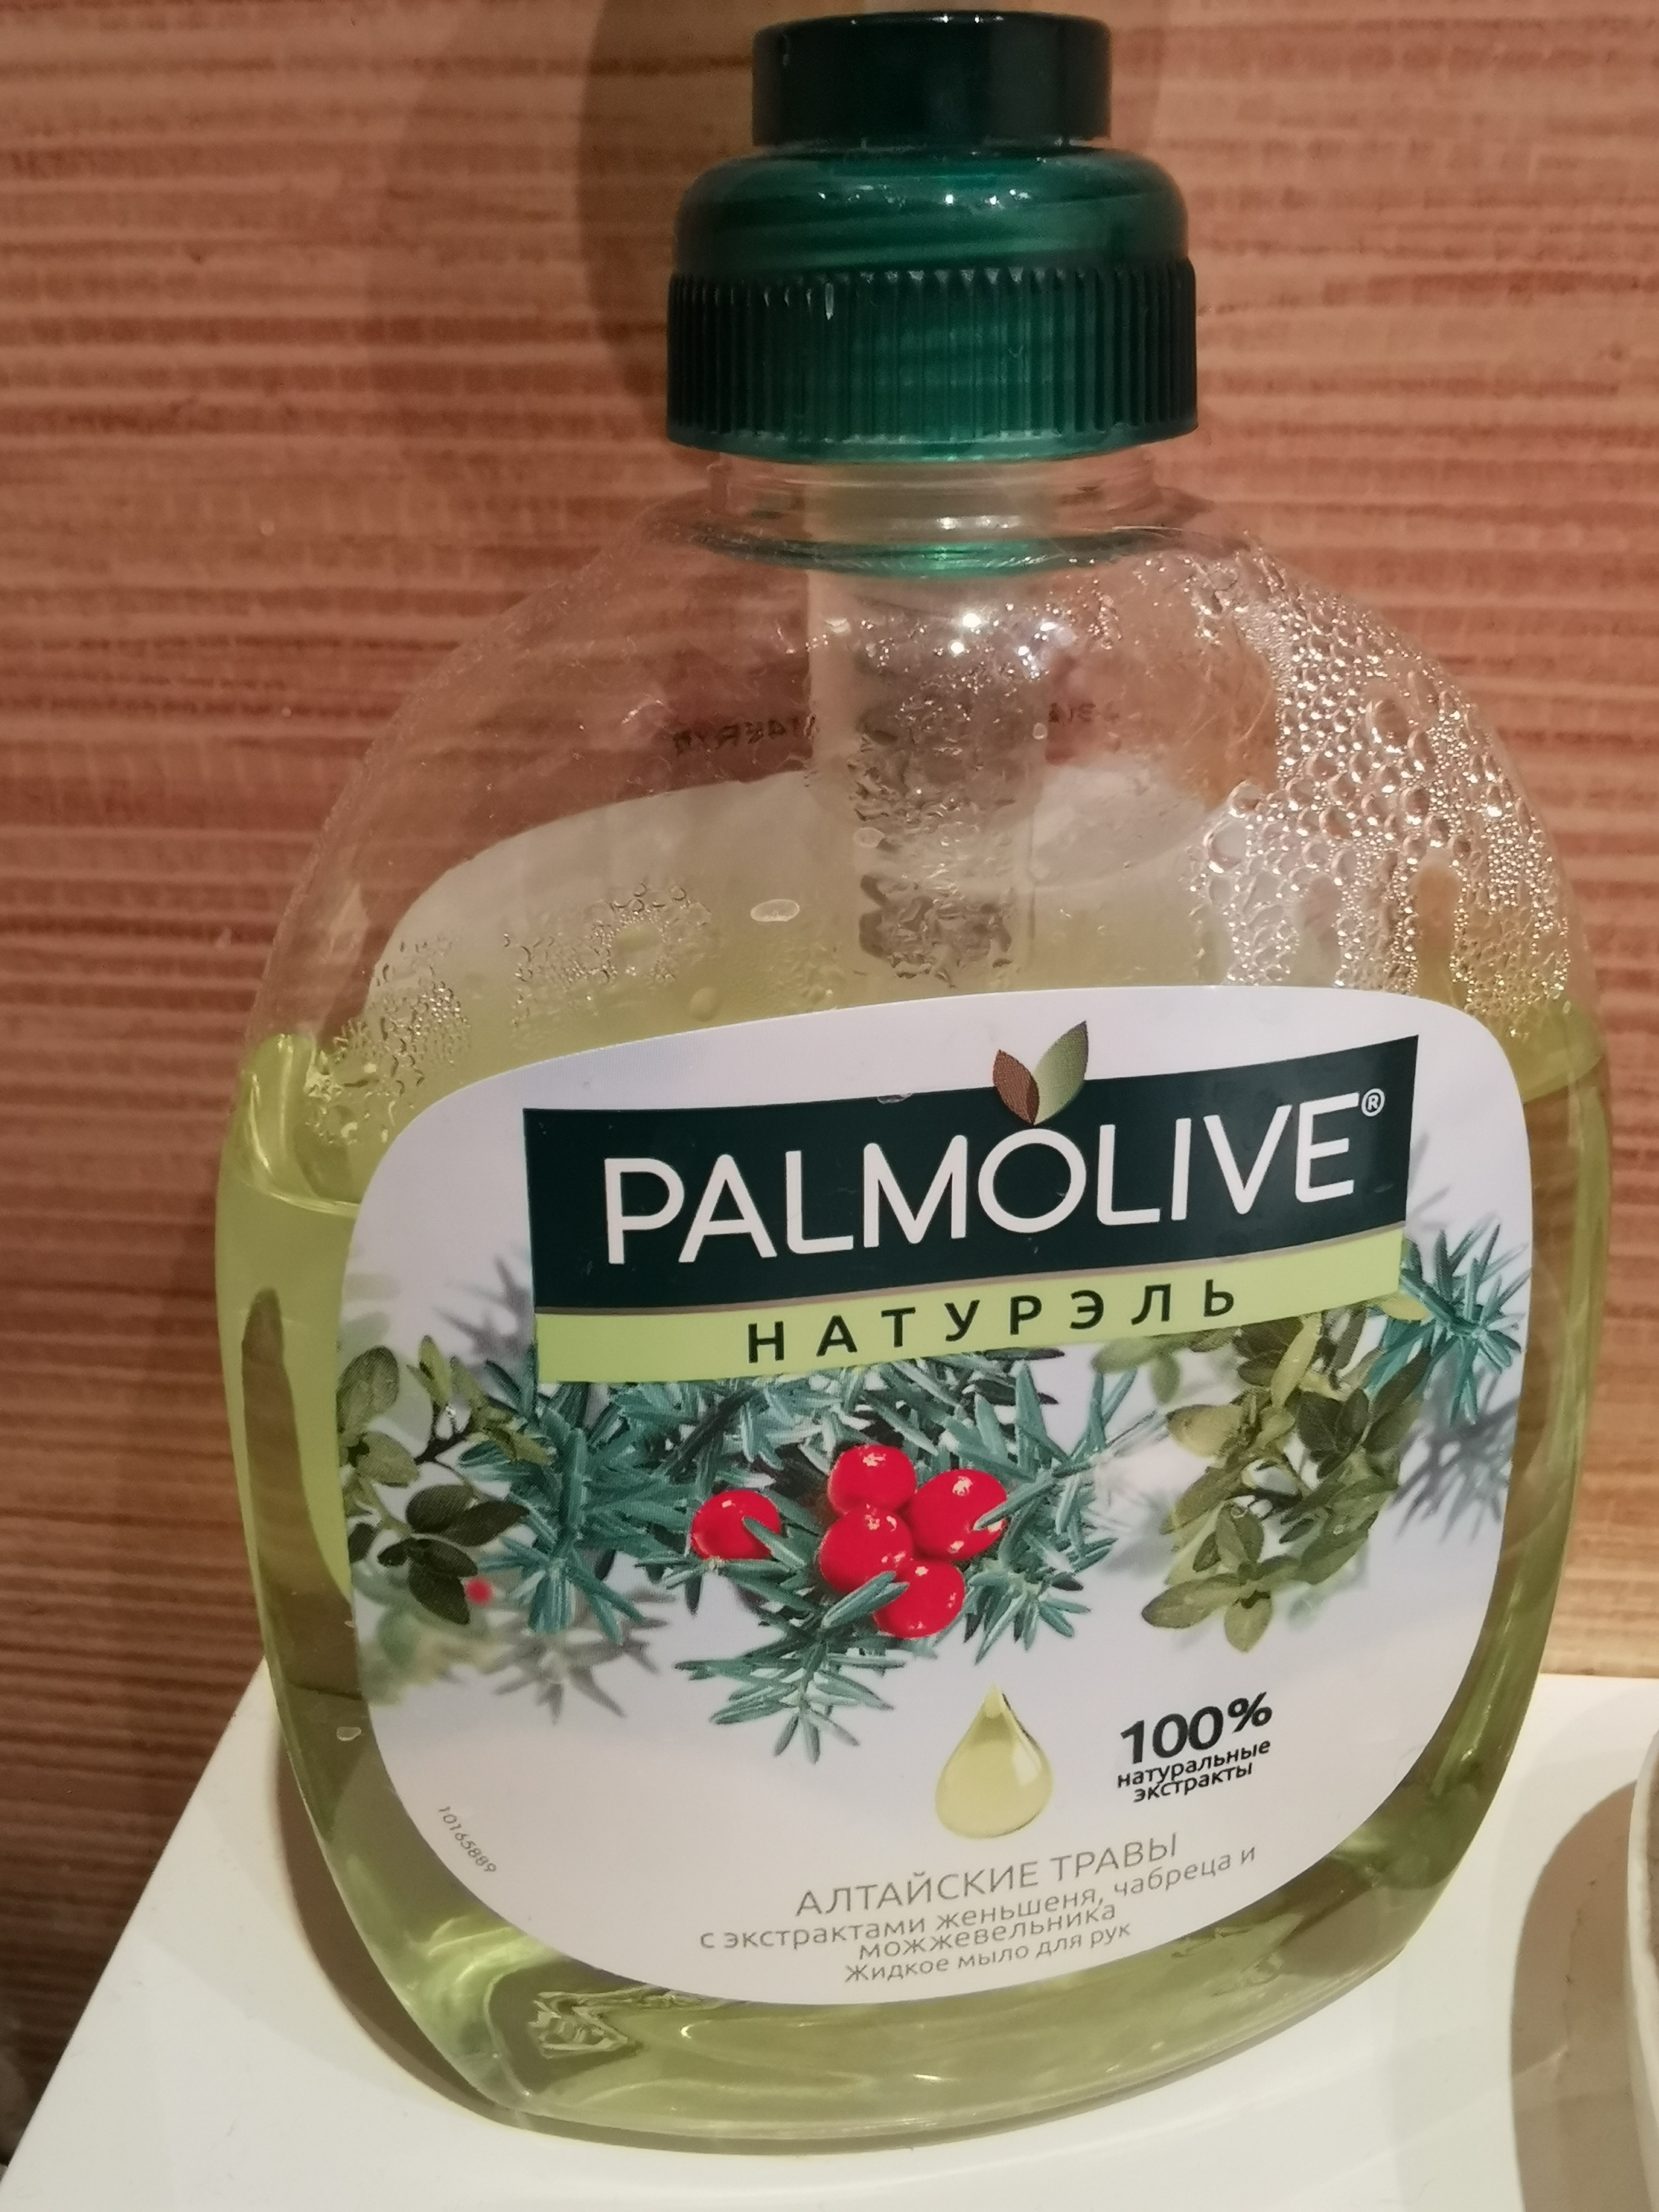 PALMOLIVE®
НАТУРЭЛЬ
100%
натуральные
экстракты
10165889
АЛТАЙСКИЕ ТРАВЫ
с экстрактами женьшеня, чабреца и
можжевельника
Жидкое мыло для рук